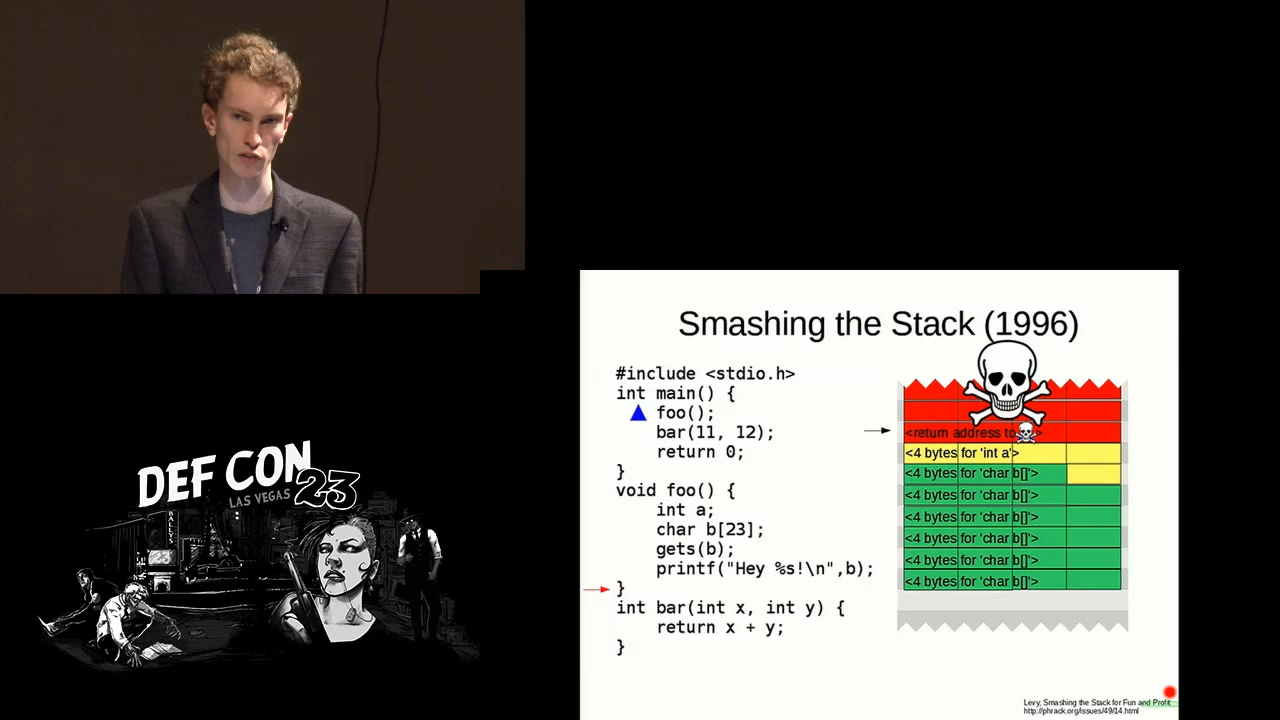 Smashing the Stack (1996)
#include <stdio.h>
int main() {
foo();
bar(11, 12);
return 0;
}
void foo() {
int a;
char b[23];
gets(b);
printf("Hey %s!\n",b);
}
int bar(int x, int y) {
return x + y;
}
<return address to >
<4 bytes for 'int a'>
<4 bytes for 'char b[]'>
<4 bytes for 'char b[]'>
<4 bytes for 'char b[]'>
<4 bytes for 'char b[]'>
<4 bytes for 'char b[]'>
<4 bytes for 'char b[]'>
Levy, Smashing the Stack for Fun and Profit
http://phrack.org/issues/49/14.html
DEF CON
LAS VEGAS 23
BALLYS